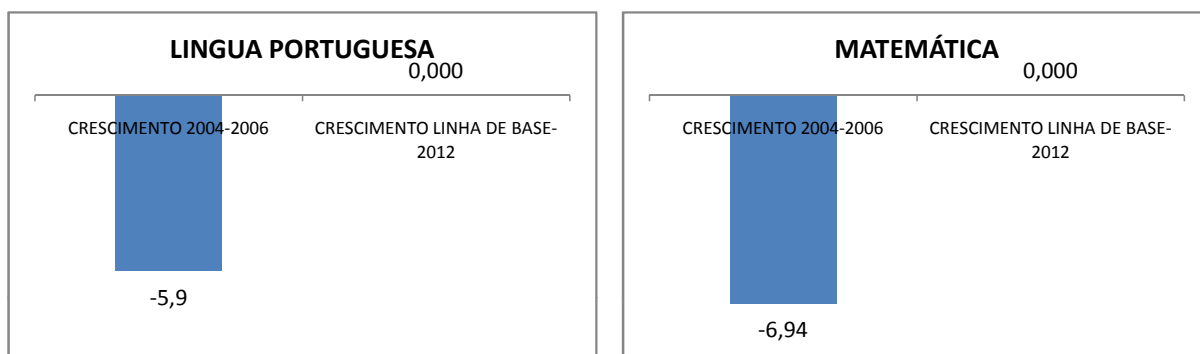 LINGUA PORTUGUESA
0,000
CRESCIMENTO 2004-2006
CRESCIMENTO LINHA DE BASE-
2012
-5,9
MATEMÁTICA
0,000
CRESCIMENTO 2004-2006
CRESCIMENTO LINHA DE BASE-
2012
-6,94